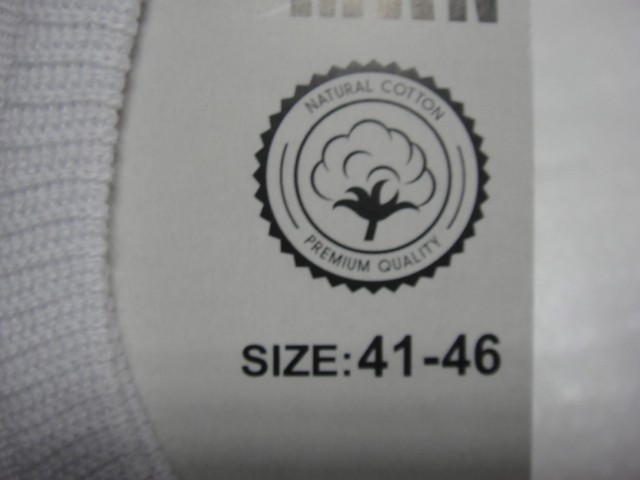 NATURAL COTTON
PREMIUM QUALITY
SIZE: 41-46